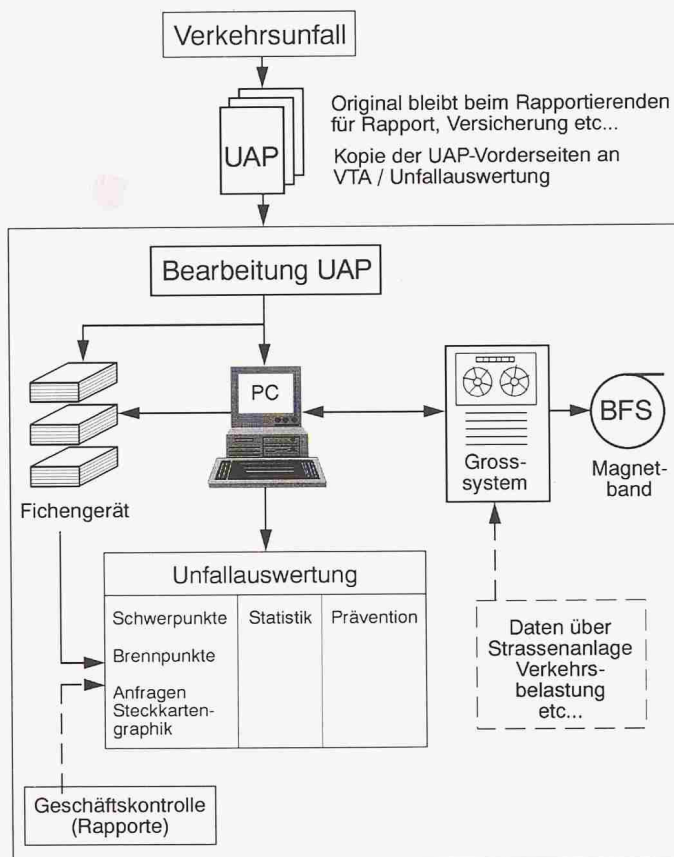 Verkehrsunfall
UAP
Original bleibt beim Rapportierenden
für Rapport, Versicherung etc...
Kopie der UAP-Vorderseiten an
VTA / Unfallauswertung
Bearbeitung UAP
PC
BFS
Fichengerät
Gross-
system
Magnet-
band
Unfallauswertung
Schwerpunkte
Brennpunkte
Anfragen
Steckkarten-
graphik
Statistik
Prävention
Daten über
Strassenanlage
Verkehrs-
belastung
etc...
Geschäftskontrolle
(Rapporte)